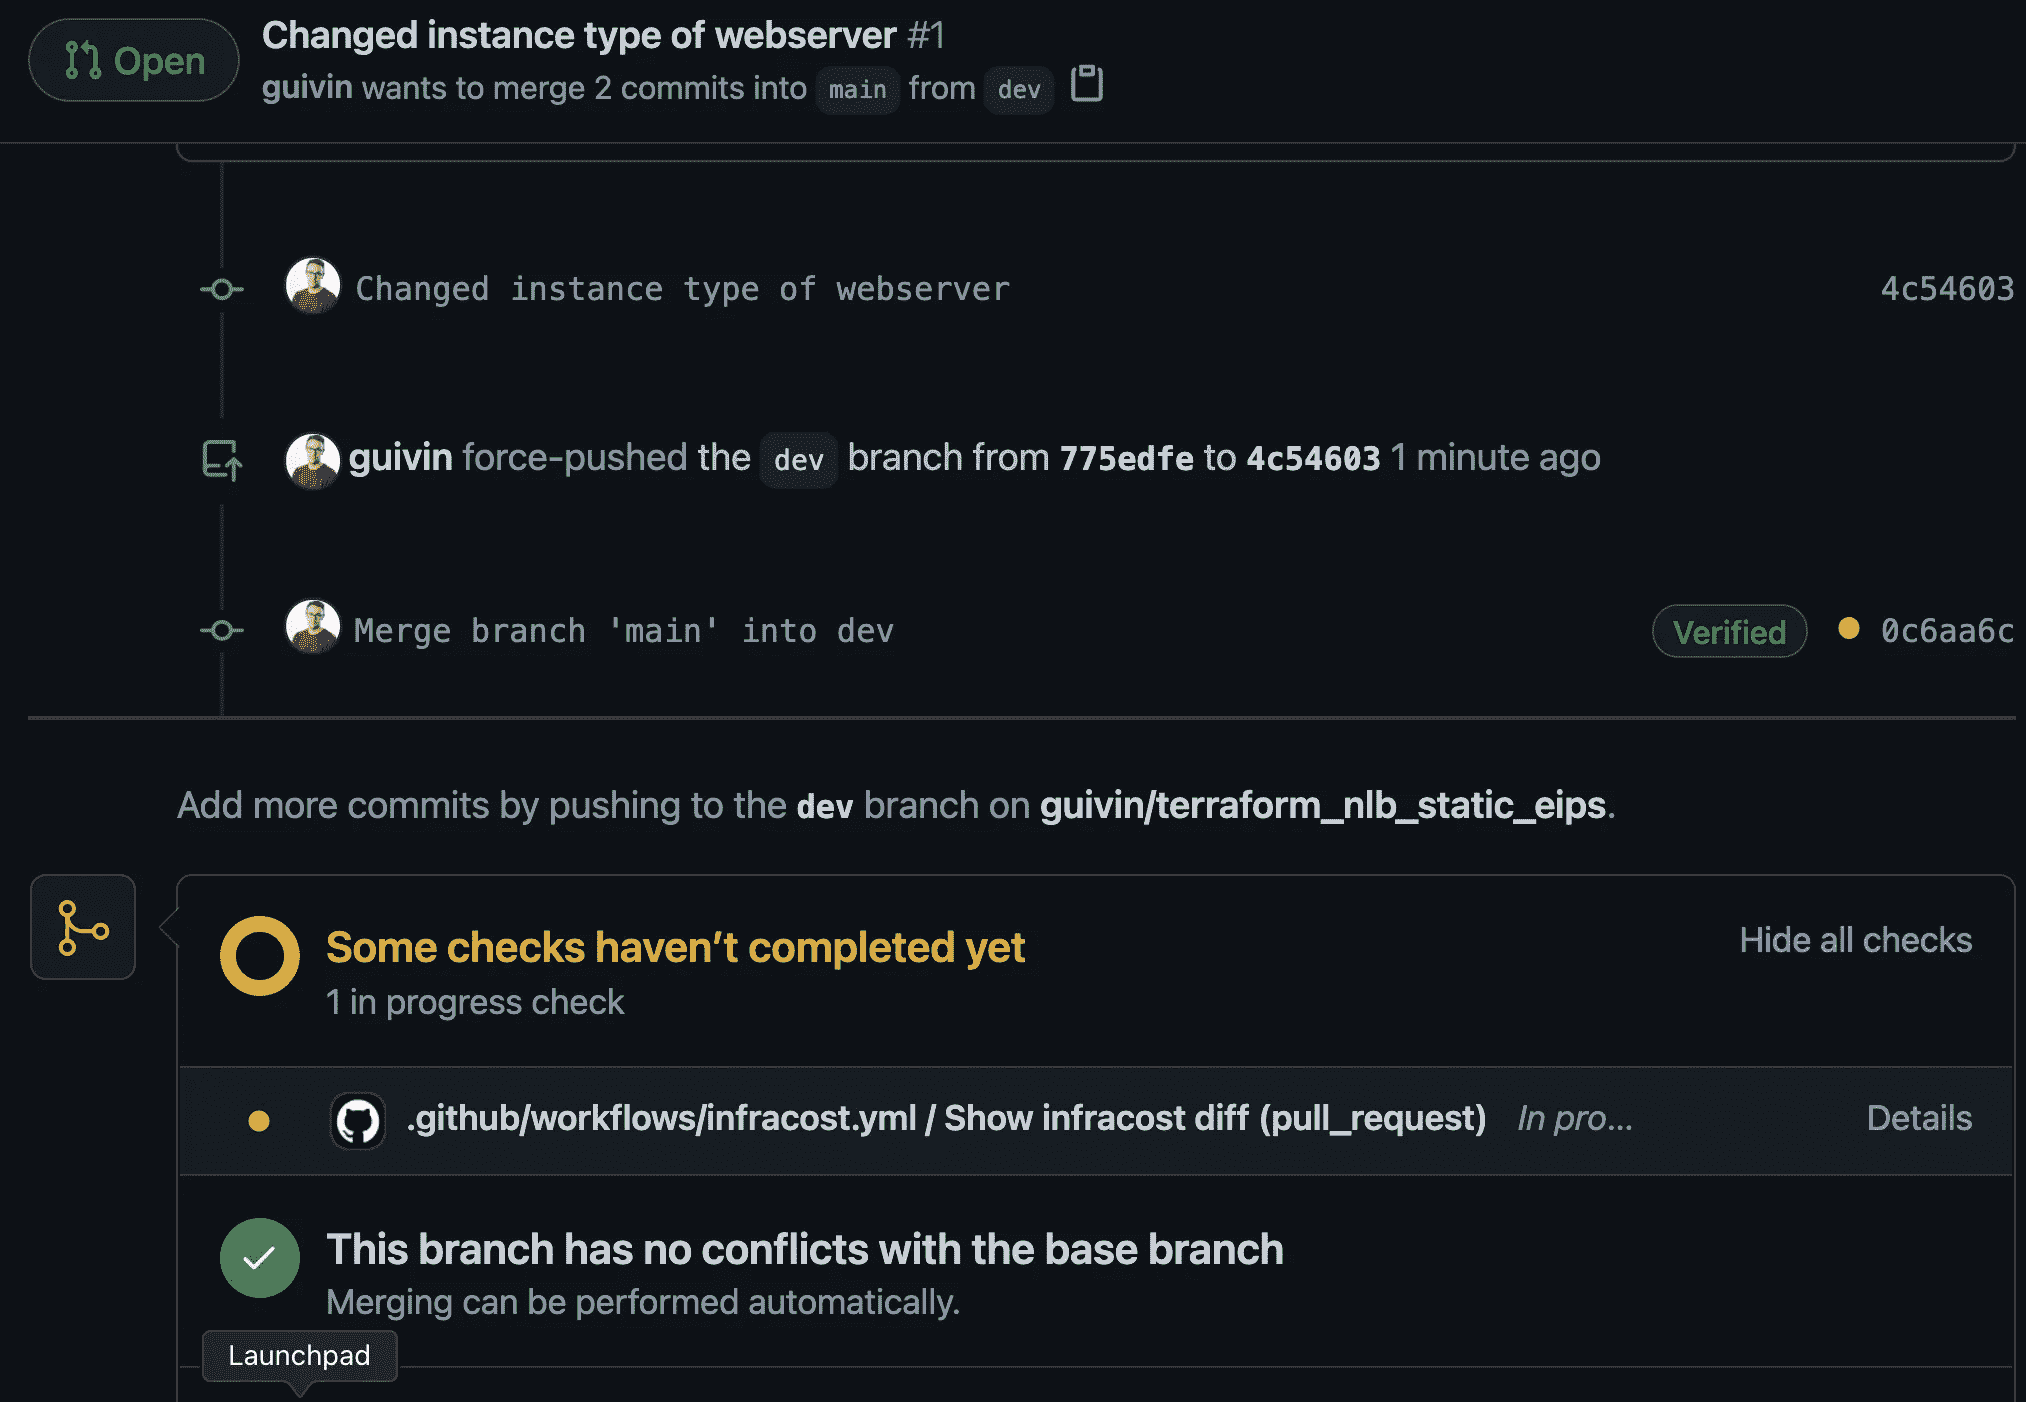 Open
Changed instance type of webserver #1
guivin wants to merge 2 commits into main from dev
Changed instance type of webserver 4c54603
guivin force-pushed the dev branch from 775edfe to 4c54603 1 minute ago
Merge branch 'main' into dev Verified 0c6aa6c
Add more commits by pushing to the dev branch on guivin/terraform_nlb_static_eips.
Some checks haven’t completed yet Hide all checks
1 in progress check
.github/workflows/infracost.yml / Show infracost diff (pull_request) In pro... Details
This branch has no conflicts with the base branch
Merging can be performed automatically.
Launchpad